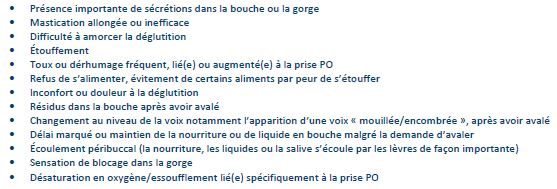 • Présence importante de sécrétions dans la bouche ou la gorge
• Mastication allongée ou inefficace
• Difficulté à amorcer la déglutition
• Étouffement
• Toux ou dérhumage fréquent, lié(e) ou augmenté(e) à la prise PO
• Refus de s’alimenter, évitement de certains aliments par peur de s’étouffer
• Inconfort ou douleur à la déglutition
• Résidus dans la bouche après avoir avalé
• Changement au niveau de la voix notamment l’apparition d’une voix « mouillée/encombrée », après avoir avalé
• Délai marqué ou maintien de la nourriture ou de liquide en bouche malgré la demande d’avaler
• Écoulement péribuccal (la nourriture, les liquides ou la salive s’écoule par les lèvres de façon importante)
• Sensation de blocage dans la gorge
• Désaturation en oxygène/essoufflement lié(e) spécifiquement à la prise PO